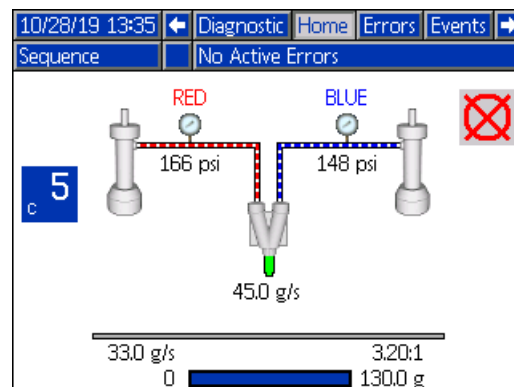 10/28/19 13:35 Diagnostic Home Errors Events
Sequence No Active Errors
RED BLUE
166 psi 148 psi
c 5
45.0 g/s
33.0 g/s 3.20:1
0 130.0 g